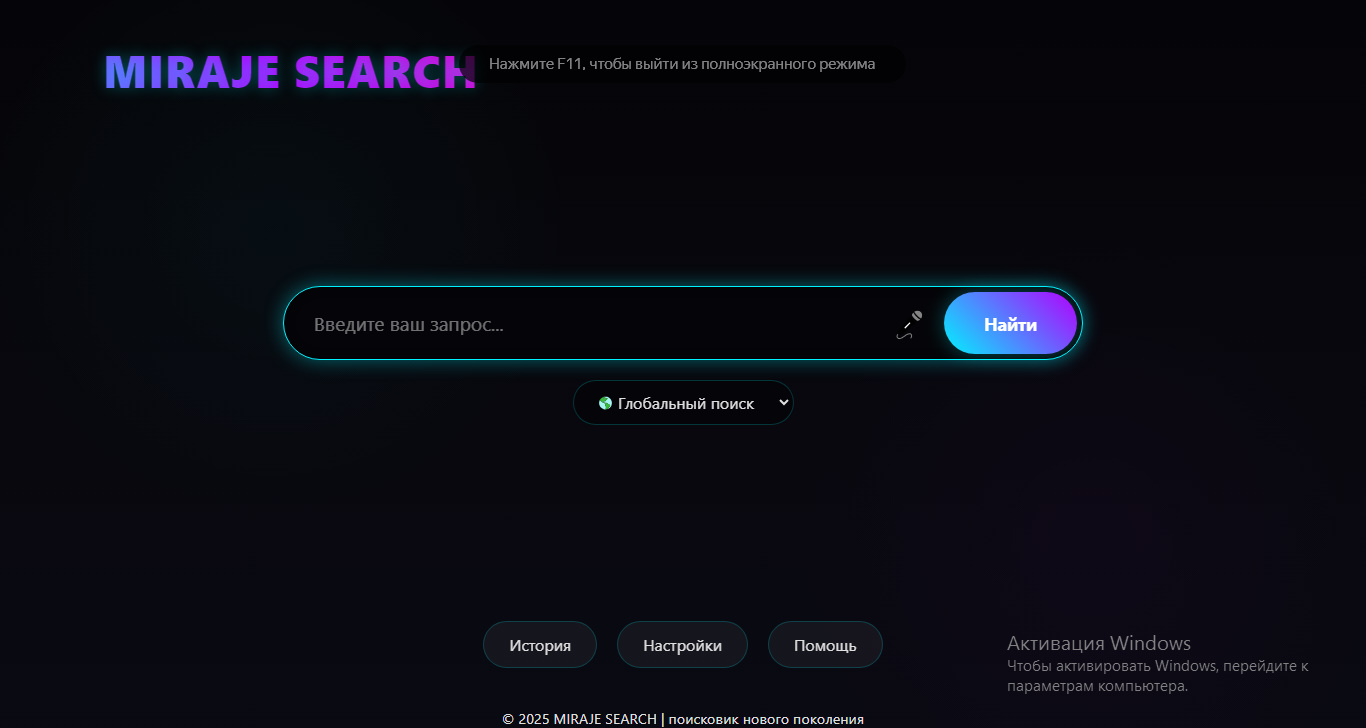 MIRAJE SEARCH
Нажмите F11, чтобы выйти из полноэкранного режима
Введите ваш запрос...
Найти
Глобальный поиск
История
Настройки
Помощь
Активация Windows
Чтобы активировать Windows, перейдите к
параметрам компьютера.
© 2025 MIRAJE SEARCH | поисковик нового поколения